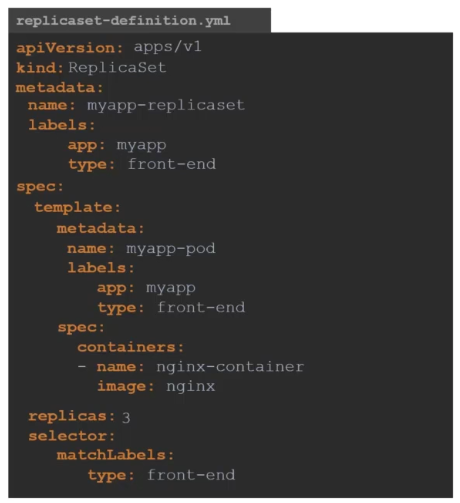 replicaset-definition.yml
apiVersion: apps/v1
kind: ReplicaSet
metadata:
name: myapp-replicaset
labels:
app: myapp
type: front-end
spec:
template:
metadata:
name: myapp-pod
labels:
app: myapp
type: front-end
spec:
containers:
- name: nginx-container
image: nginx
replicas: 3
selector:
matchLabels:
type: front-end